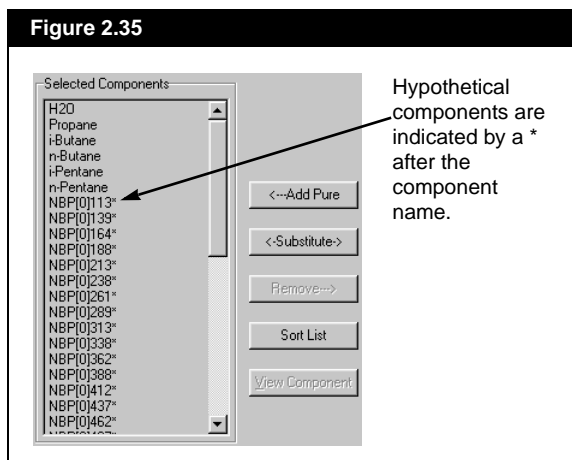 Figure 2.35
Selected Components
H2O
Propane
i-Butane
n-Butane
i-Pentane
n-Pentane
NBP[0]113*
NBP[0]139*
NBP[0]164*
NBP[0]188*
NBP[0]213*
NBP[0]238*
NBP[0]261*
NBP[0]289*
NBP[0]313*
NBP[0]338*
NBP[0]362*
NBP[0]388*
NBP[0]412*
NBP[0]437*
NBP[0]462*
<---Add Pure
<-Substitute->
Remove--->
Sort List
View Component
Hypothetical
components are
indicated by a *
after the
component
name.